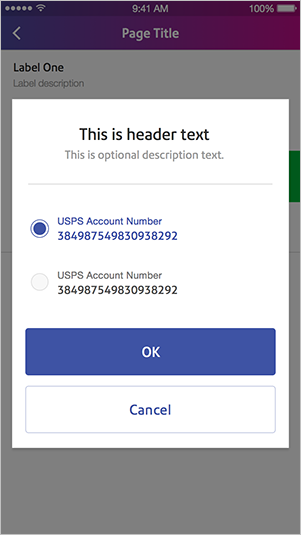 9:41 AM
100%
Page Title
Label One
Label description
This is header text
This is optional description text.
USPS Account Number
384987549830938292
USPS Account Number
384987549830938292
OK
Cancel